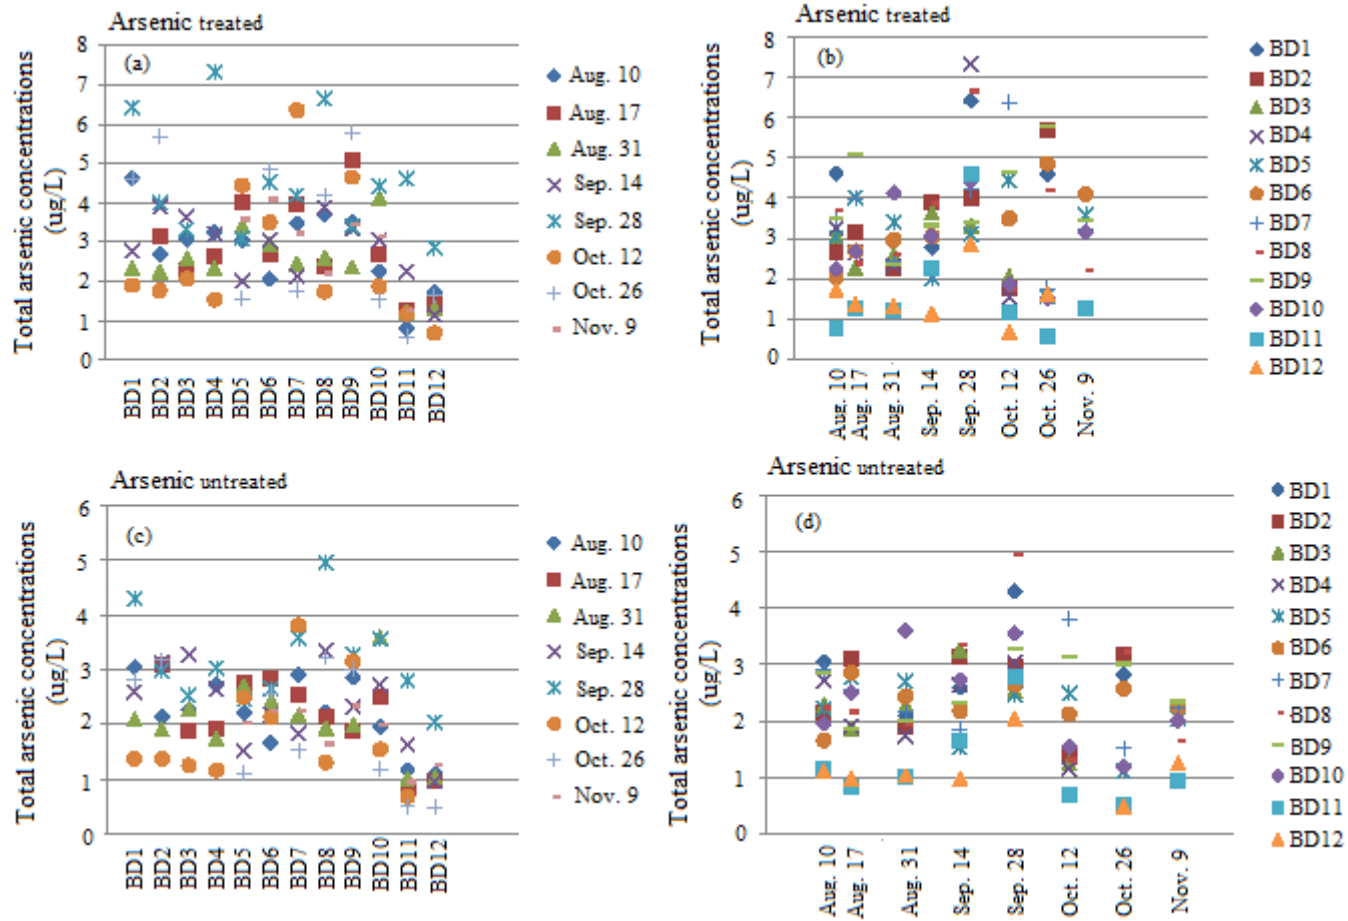 Arsenic treated
Total arsenic concentrations
(ug/L)
(a)
8
7
6
5
4
3
2
1
0
BD1
BD2
BD3
BD4
BD5
BD6
BD7
BD8
BD9
BD10
BD11
BD12
Aug. 10
Aug. 17
Aug. 31
Sep. 14
Sep. 28
Oct. 12
Oct. 26
Nov. 9
Arsenic treated
Total arsenic concentrations
(ug/L)
(b)
8
7
6
5
4
3
2
1
0
Aug. 10
Aug. 17
Aug. 31
Sep. 14
Sep. 28
Oct. 12
Oct. 26
Nov. 9
BD1
BD2
BD3
BD4
BD5
BD6
BD7
BD8
BD9
BD10
BD11
BD12
Arsenic untreated
Total arsenic concentrations
(ug/L)
(c)
6
5
4
3
2
1
0
BD1
BD2
BD3
BD4
BD5
BD6
BD7
BD8
BD9
BD10
BD11
BD12
Aug. 10
Aug. 17
Aug. 31
Sep. 14
Sep. 28
Oct. 12
Oct. 26
Nov. 9
Arsenic untreated
Total arsenic concentrations
(ug/L)
(d)
6
5
4
3
2
1
0
Aug. 10
Aug. 17
Aug. 31
Sep. 14
Sep. 28
Oct. 12
Oct. 26
Nov. 9
BD1
BD2
BD3
BD4
BD5
BD6
BD7
BD8
BD9
BD10
BD11
BD12